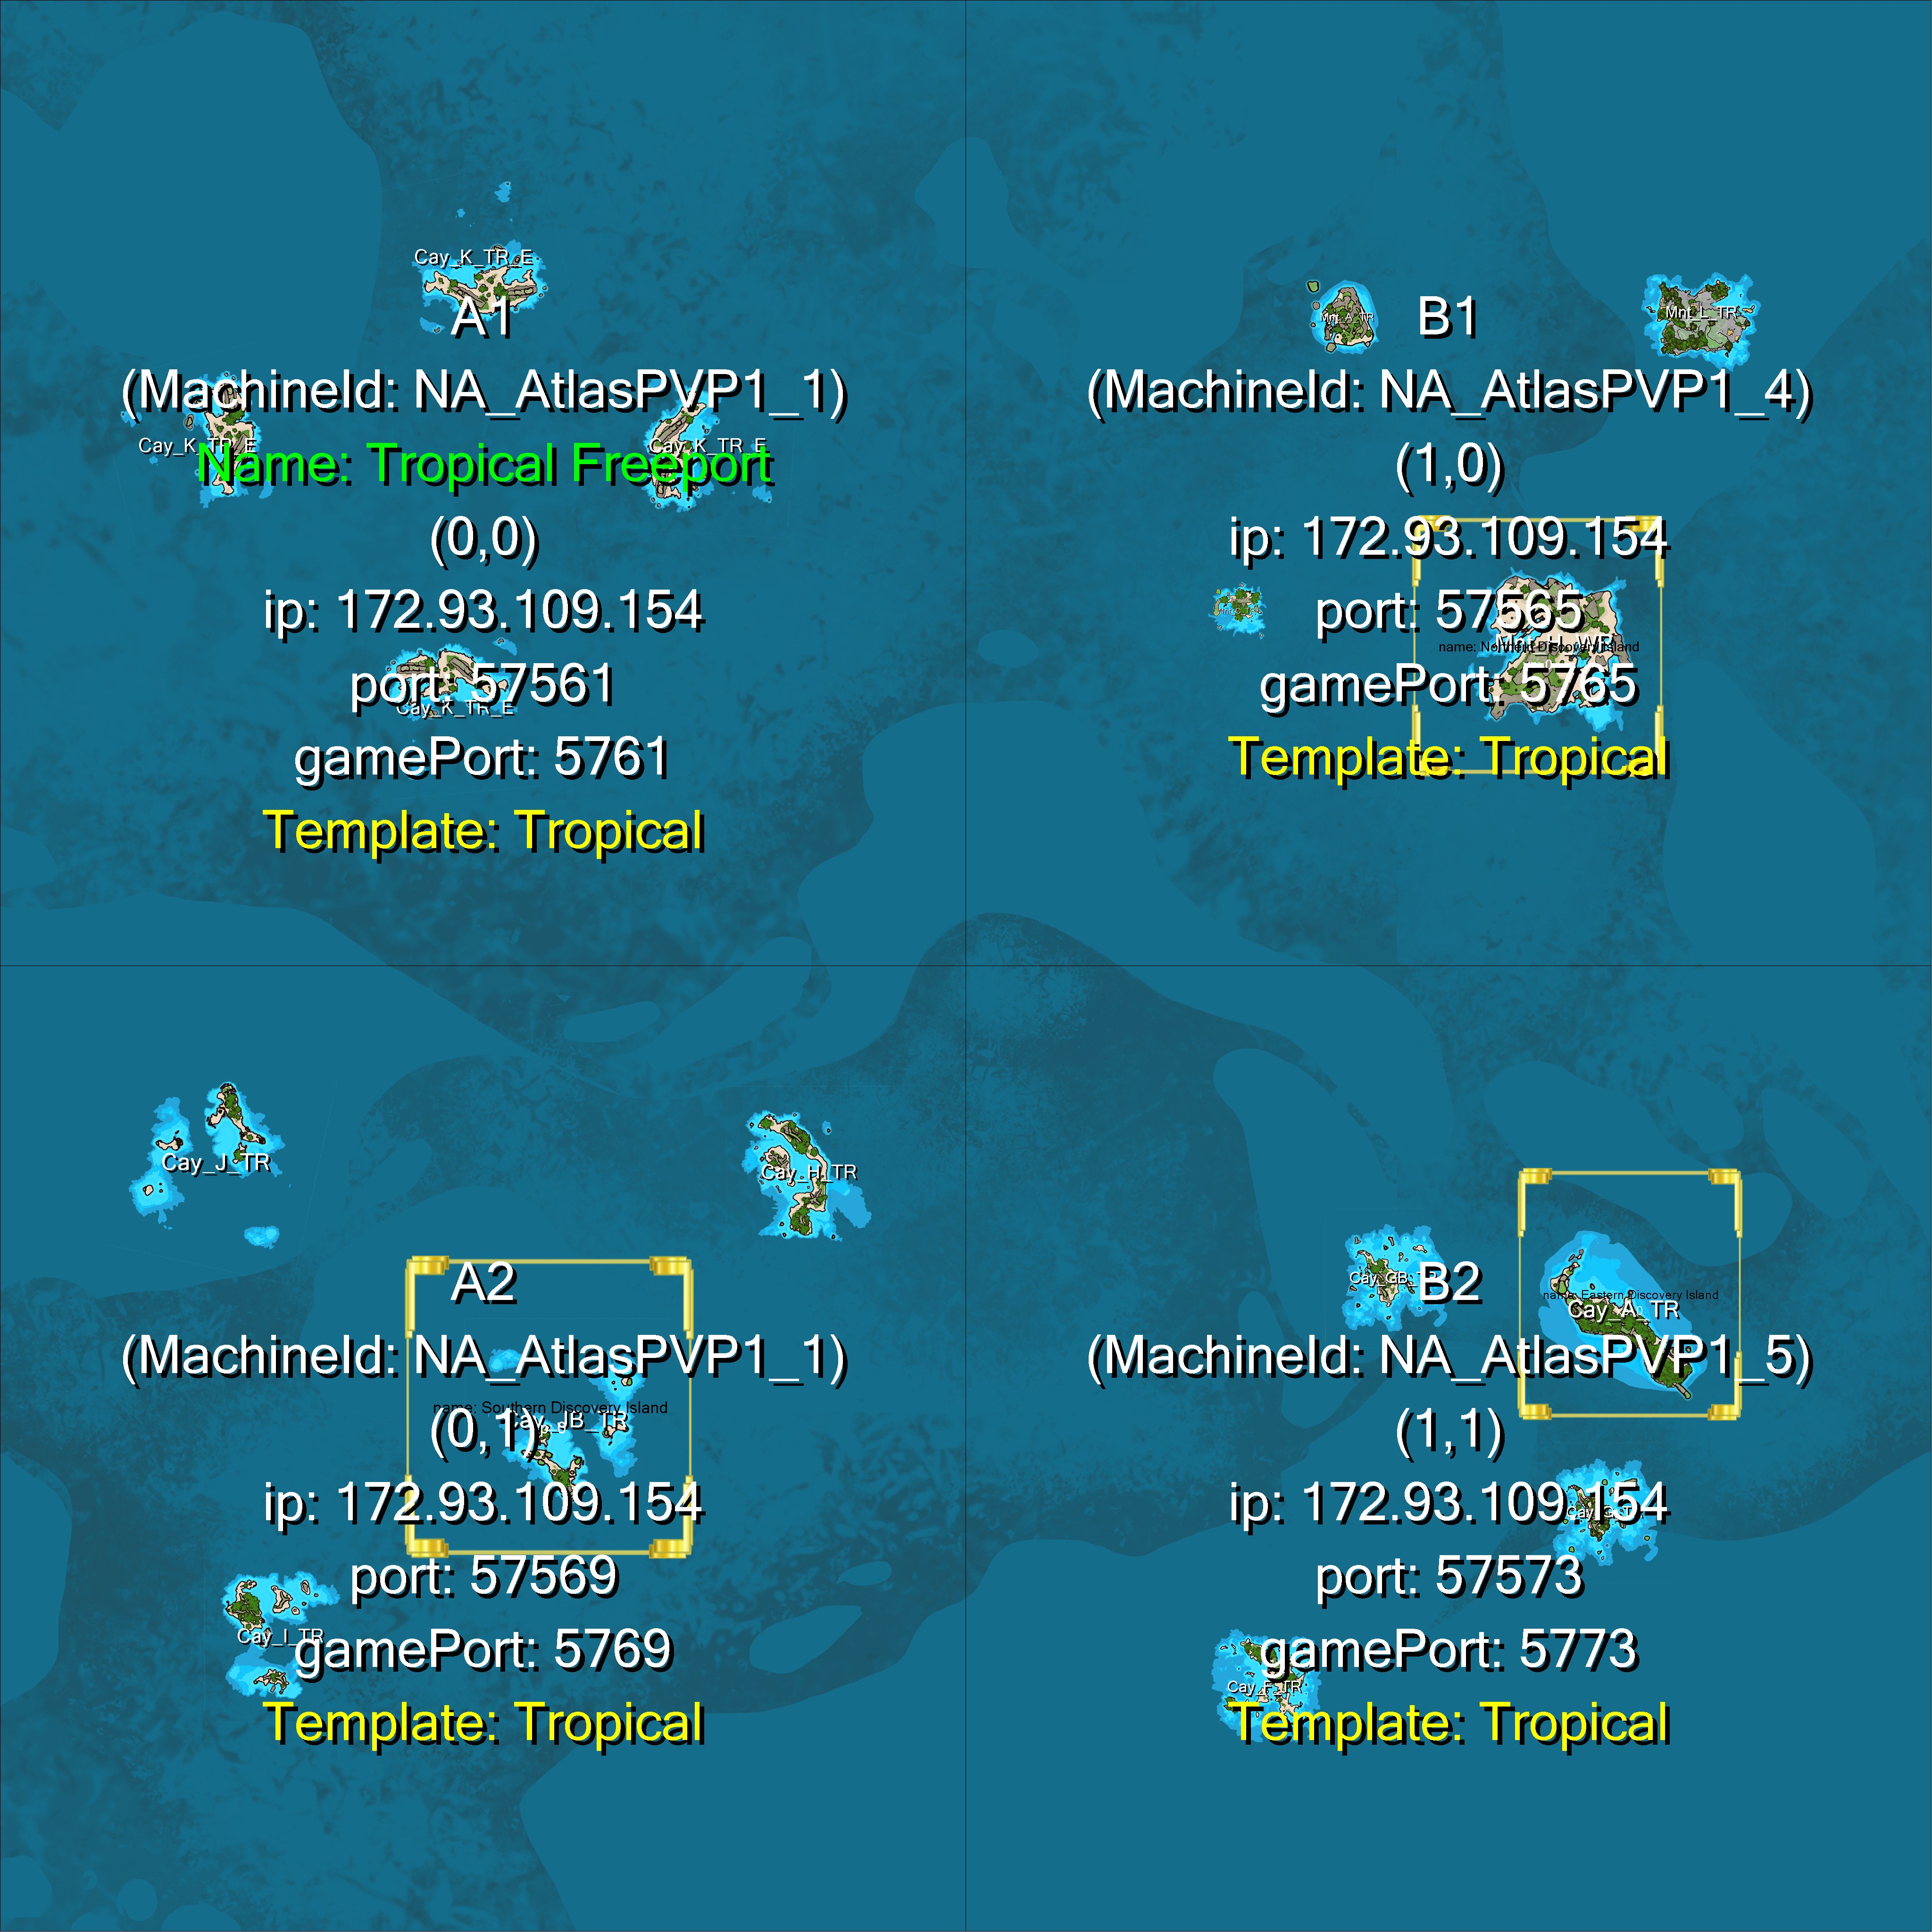 Cay_K_TR_E
A1
(MachineId: NA_AtlasPVP1_1)
Cay_K_TR_E
Cay_K_TR_E
Name: Tropical Freeport
(0,0)
ip: 172.93.109.154
port: 57561
Cay_K_TR_E
gamePort: 5761
Template: Tropical
Mnt_A_TR
B1
Mnt_L_TR
(MachineId: NA_AtlasPVP1_4)
(1,0)
ip: 172.93.109.154
port: 57565
name: Northern Discovery Island
gamePort: 5765
Template: Tropical
Cay_J_TR
Cay_H_TR
A2
(MachineId: NA_AtlasPVP1_1)
name: Southern Discovery Island
Cay_JB_TR
(0,1)
ip: 172.93.109.154
port: 57569
Cay_I_TR
gamePort: 5769
Template: Tropical
B2
name: Eastern Discovery Island
Cay_A_TR
(MachineId: NA_AtlasPVP1_5)
(1,1)
ip: 172.93.109.154
port: 57573
gamePort: 5773
Cay_F_TR
Template: Tropical